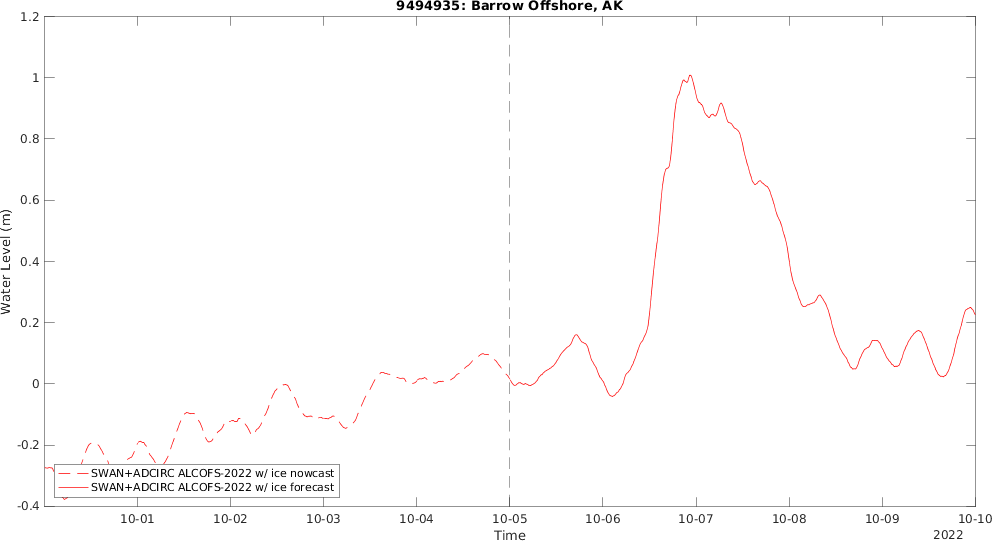 9494935: Barrow Offshore, AK
1.2
1
0.8
0.6
0.4
0.2
0
-0.2
-0.4
Water Level (m)
SWAN+ADCIRC ALCOFS-2022 w/ ice nowcast
SWAN+ADCIRC ALCOFS-2022 w/ ice forecast
10-01 10-02 10-03 10-04 10-05 10-06 10-07 10-08 10-09 10-10
Time
2022